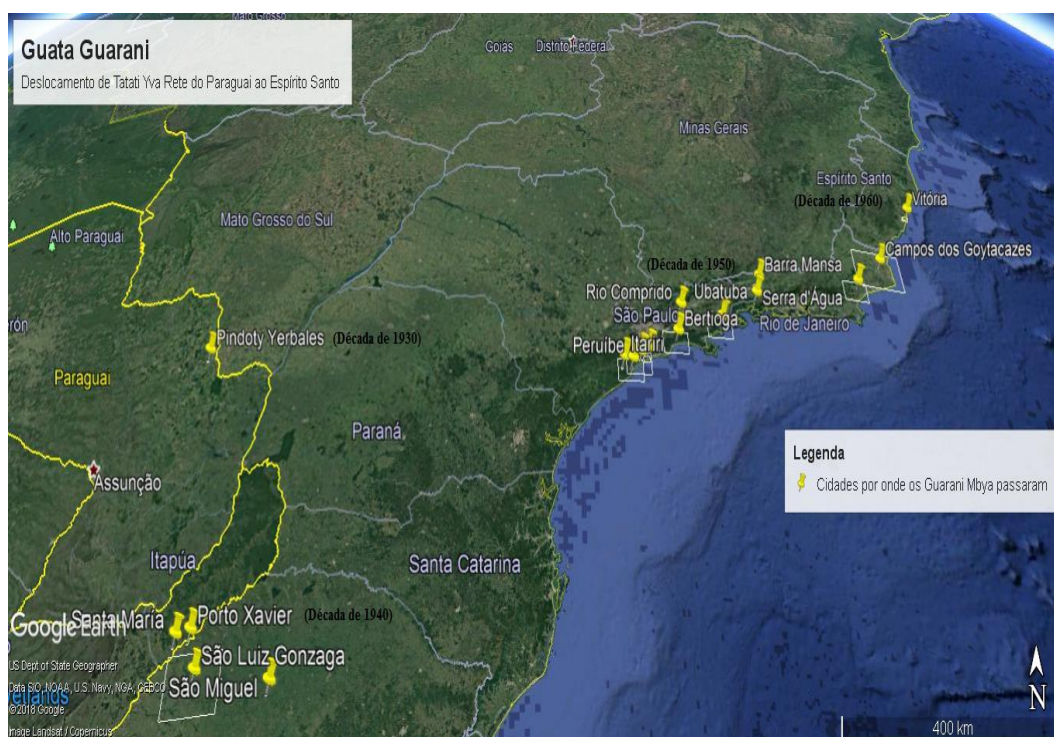 Mato Grosso
Guata Guarani
Deslocamento de Tatati Yva Rete do Paraguai ao Espírito Santo
Goiás
Distrito Federal
Minas Gerais
Espírito Santo
(Década de 1960)
Vitória
Mato Grosso do Sul
Alto Paraguai
Campos dos Goytacazes
(Década de 1950)
Barra Mansa
Rio Comprido
Ubatuba
Serra d'Água
São Paulo
Bertioga
Rio de Janeiro
Pindoty Yerbales
(Década de 1930)
Peruíbe
Itariri
Paraguai
Paraná
Legenda
Cidades por onde os Guarani Mbya passaram
Assunção
Itapúa
Santa Catarina
Santa María
Porto Xavier
(Década de 1940)
Google Earth
São Luiz Gonzaga
US Dept of State Geographer
São Miguel
Data SIO, NOAA, U.S. Navy, NGA, GEBCO
© 2018 Google
Image Landsat / Copernicus
N
400 km